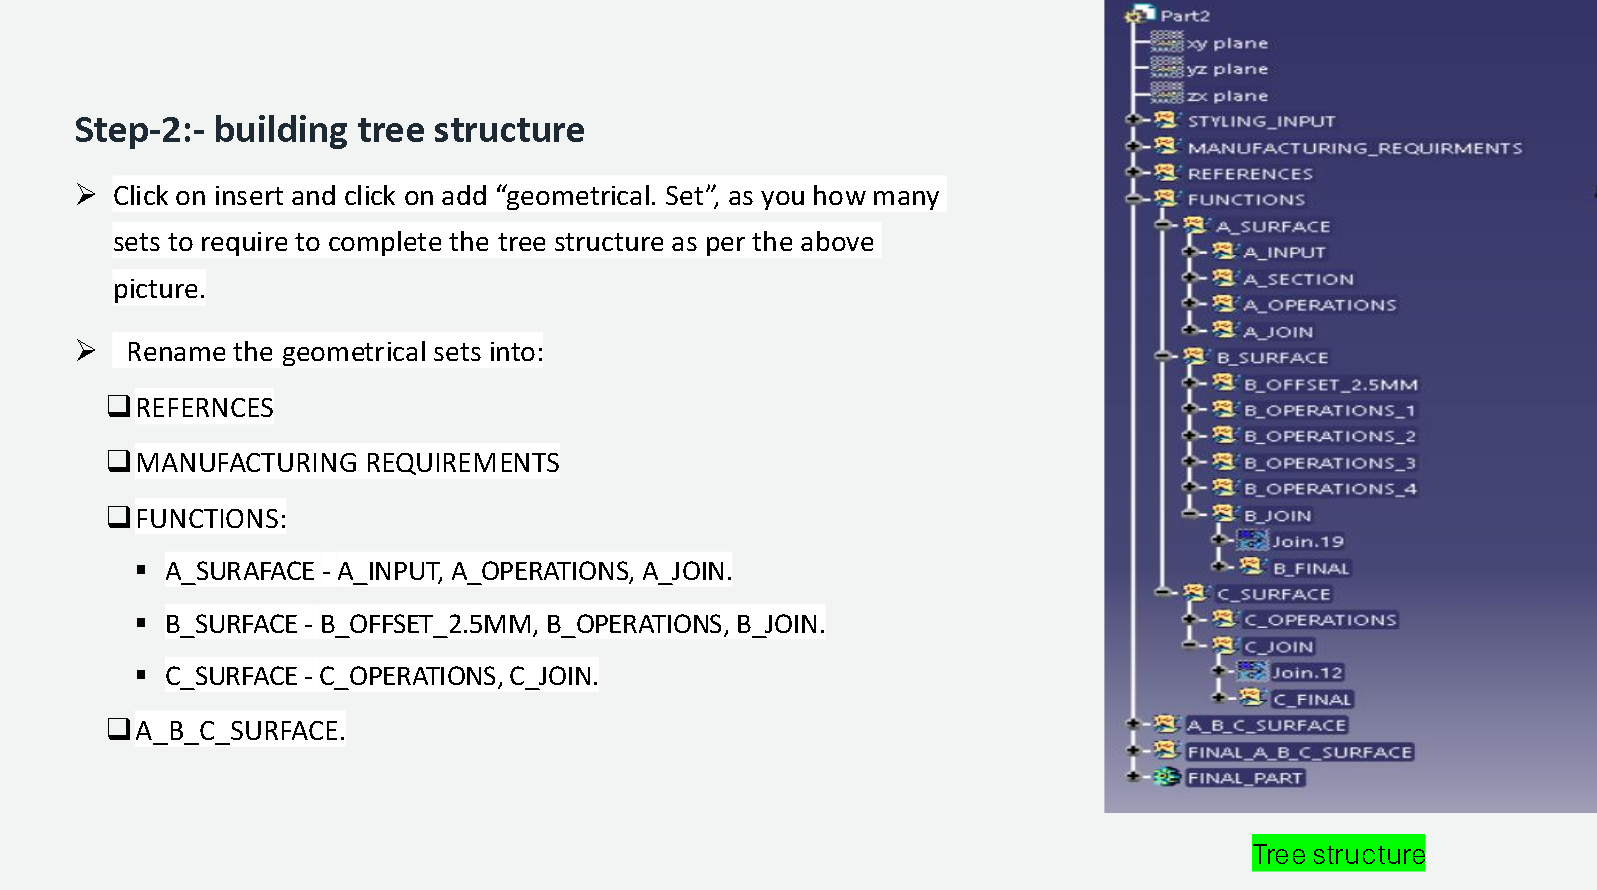 Step-2:- building tree structure
Click on insert and click on add “geometrical. Set”, as you how many
sets to require to complete the tree structure as per the above
picture.
Rename the geometrical sets into:
REFERNCES
MANUFACTURING REQUIREMENTS
FUNCTIONS:
A_SURAFACE - A_INPUT, A_OPERATIONS, A_JOIN.
B_SURFACE - B_OFFSET_2.5MM, B_OPERATIONS, B_JOIN.
C_SURFACE - C_OPERATIONS, C_JOIN.
A_B_C_SURFACE.
Part2
xy plane
yz plane
zx plane
STYLING_INPUT
MANUFACTURING_REQUIRMENTS
REFERENCES
FUNCTIONS
A_SURFACE
A_INPUT
A_SECTION
A_OPERATIONS
A_JOIN
B_SURFACE
B_OFFSET_2.5MM
B_OPERATIONS_1
B_OPERATIONS_2
B_OPERATIONS_3
B_OPERATIONS_4
B_JOIN
Join.19
B_FINAL
C_SURFACE
C_OPERATIONS
C_JOIN
Join.12
C_FINAL
A_B_C_SURFACE
FINAL_A_B_C_SURFACE
FINAL_PART
Tree structure